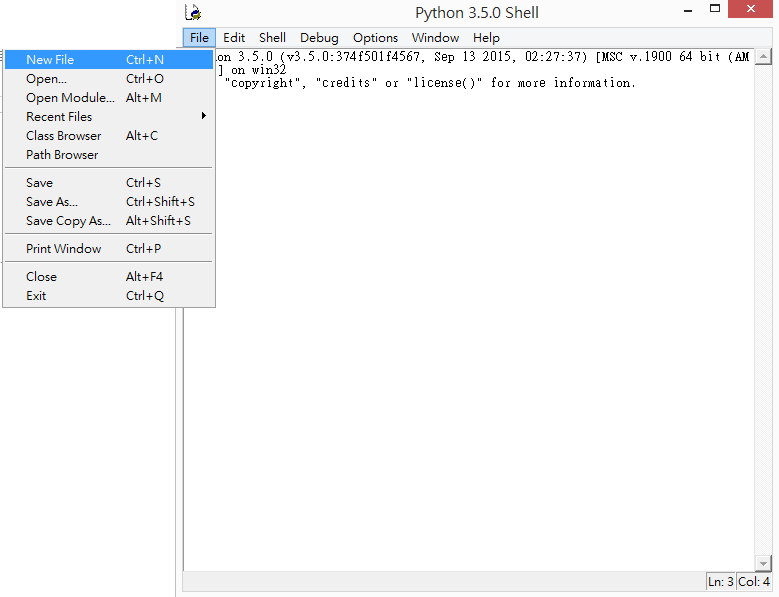 Python 3.5.0 Shell
File Edit Shell Debug Options Window Help
on 3.5.0 (v3.5.0:374f501f4567, Sep 13 2015, 02:27:37) [MSC v.1900 64 bit (AM
] on win32
"copyright", "credits" or "license()" for more information.
New File Ctrl+N
Open... Ctrl+O
Open Module... Alt+M
Recent Files
Class Browser Alt+C
Path Browser
Save Ctrl+S
Save As... Ctrl+Shift+S
Save Copy As... Alt+Shift+S
Print Window Ctrl+P
Close Alt+F4
Exit Ctrl+Q
Ln: 3 Col: 4